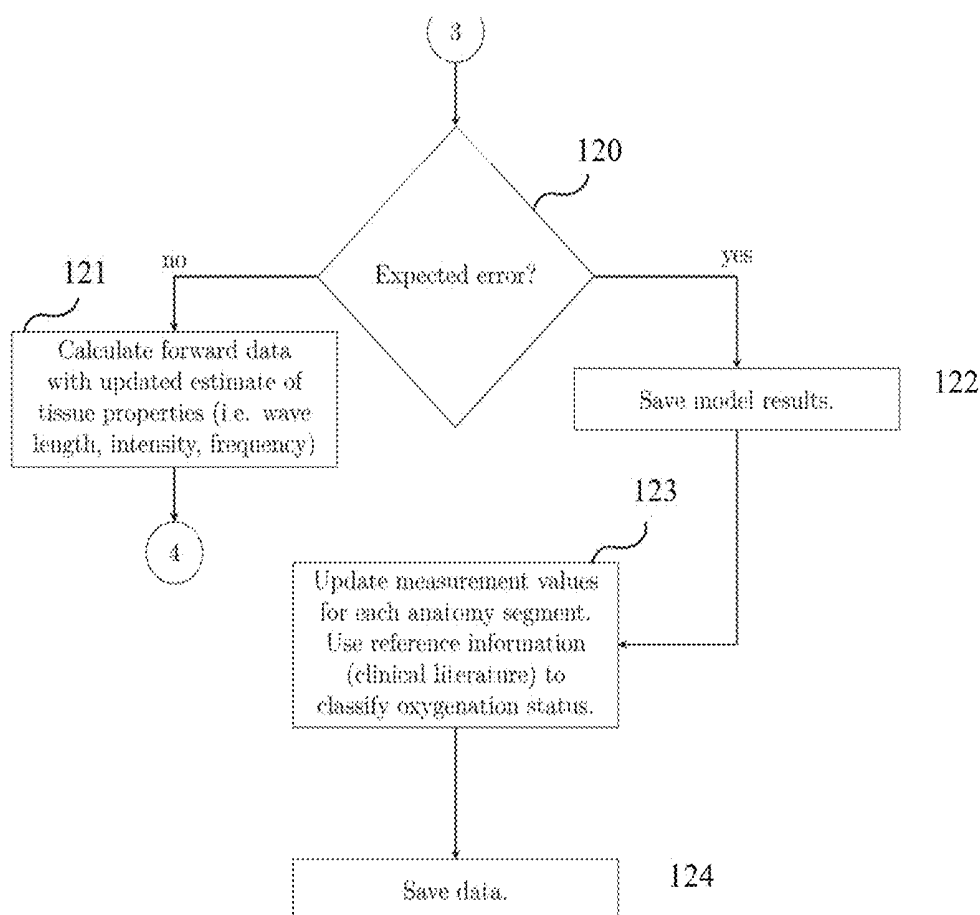 3
120
Expected error?
no
yes
121
Calculate forward data
with updated estimate of
tissue properties (i.e. wave
length, intensity, frequency)
Save model results.
122
4
123
Update measurement values
for each anatomy segment.
Use reference information
(clinical literature) to
classify oxygenation status.
Save data.
124